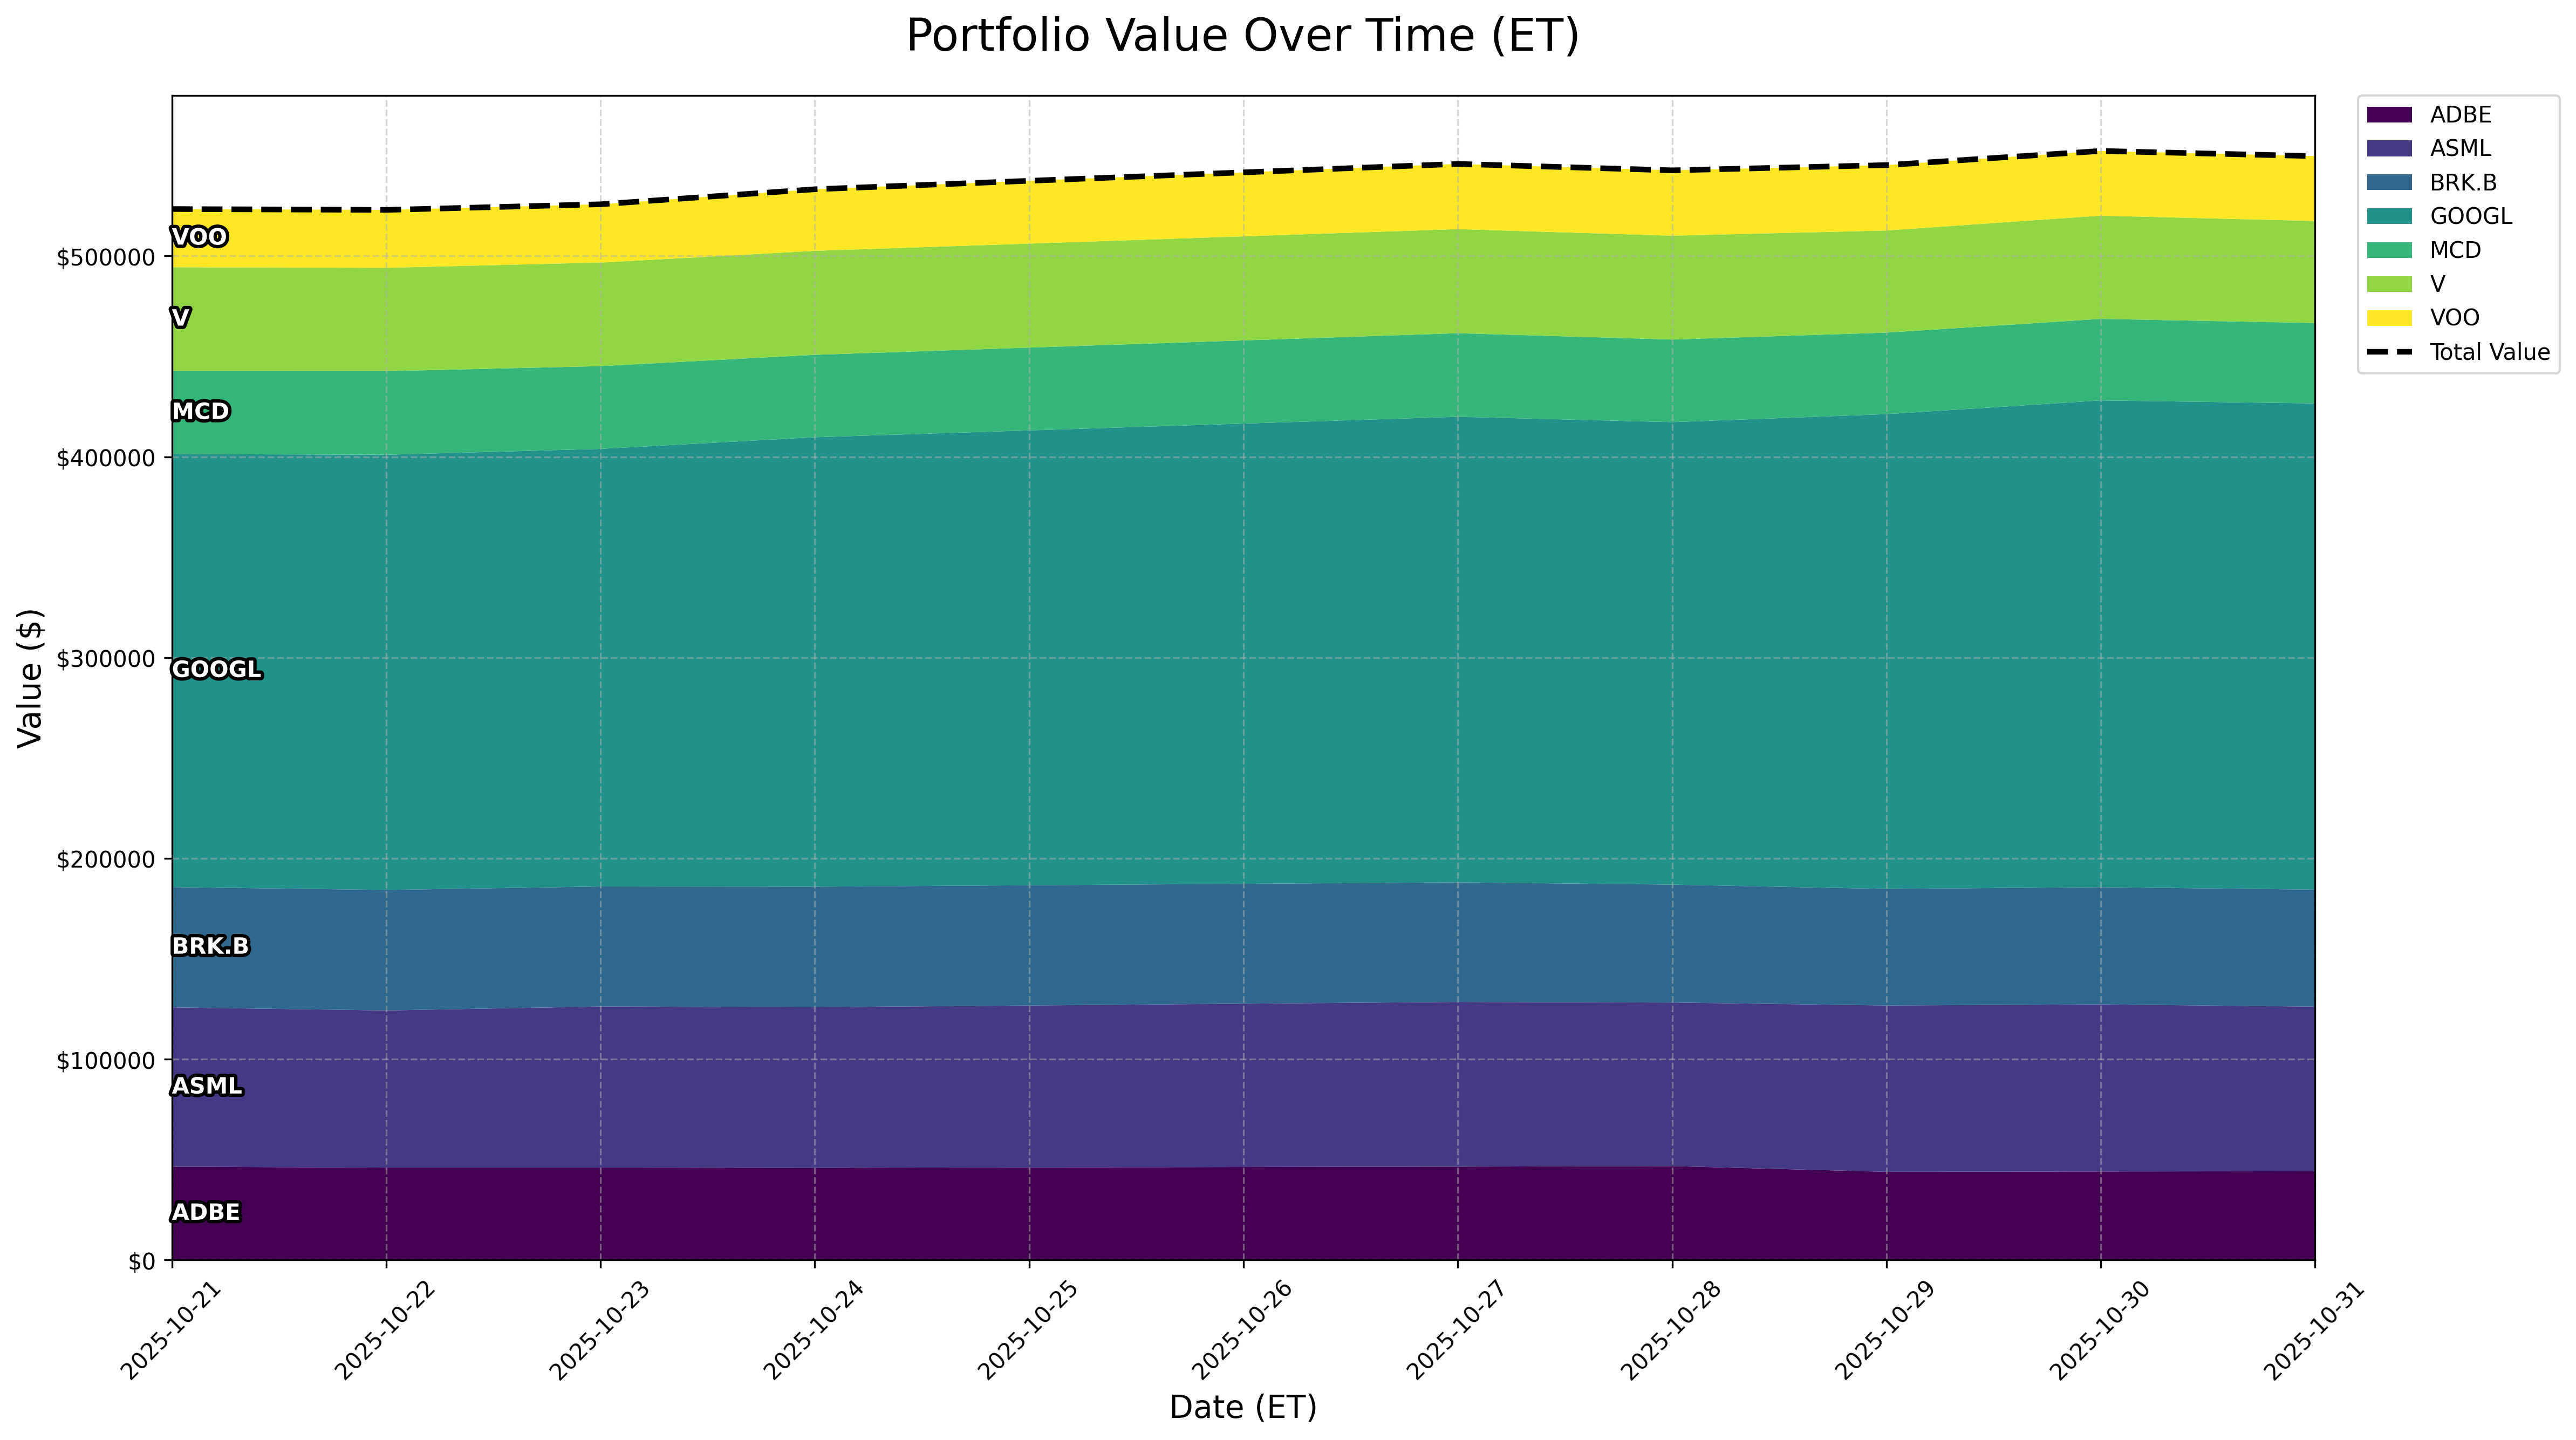 Portfolio Value Over Time (ET)
ADBE
ASML
BRK.B
GOOGL
MCD
V
VOO
Total Value
Value ($)
$500000
$400000
$300000
$200000
$100000
$0
VOO
V
MCD
GOOGL
BRK.B
ASML
ADBE
2025-10-21
2025-10-22
2025-10-23
2025-10-24
2025-10-25
2025-10-26
2025-10-27
2025-10-28
2025-10-29
2025-10-30
2025-10-31
Date (ET)